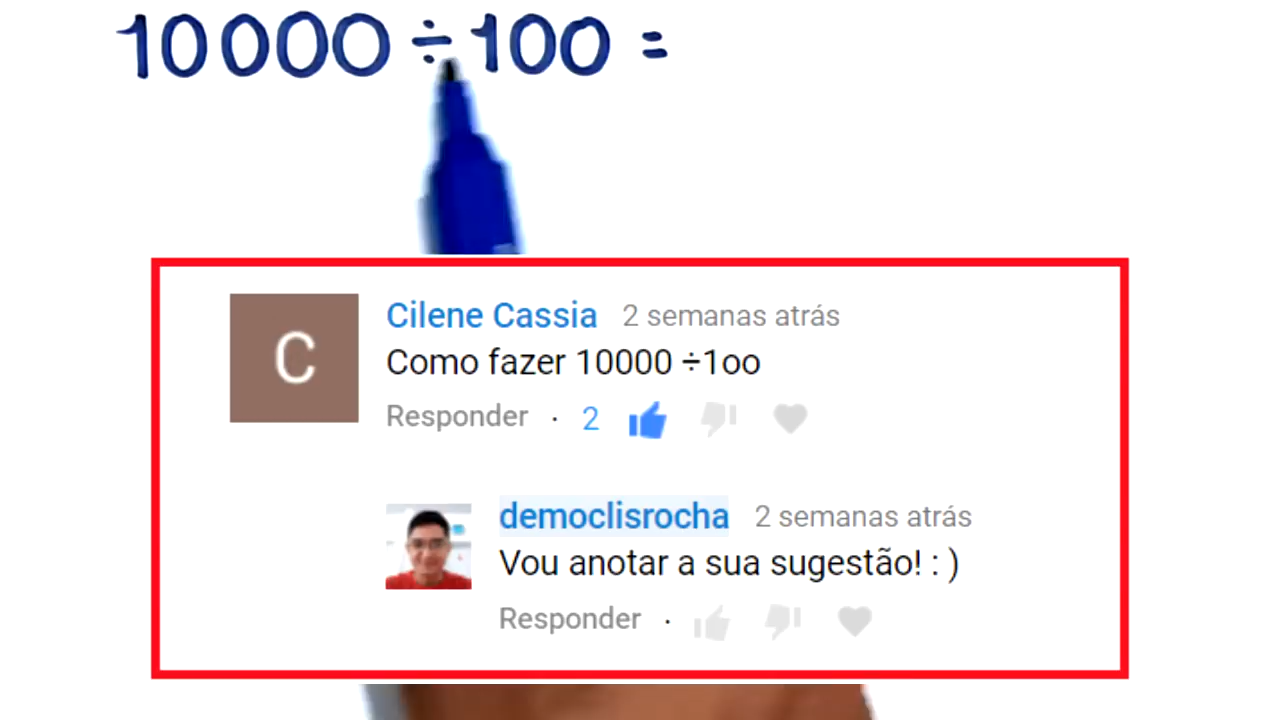 10000 ÷ 100 =
C
Cilene Cassia 2 semanas atrás
Como fazer 10000 ÷1oo
Responder · 2
democlisrocha 2 semanas atrás
Vou anotar a sua sugestão! : )
Responder ·